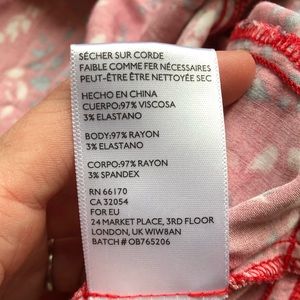 SÉCHER SUR CORDE
FAIBLE COMME FER NÉCESSAIRES
PEUT-ÊTRE ÊTRE NETTOYÉE SEC
HECHO EN CHINA
CUERPO:97% VISCOSA
3% ELASTANO
BODY:97% RAYON
3% ELASTANO
CORPO:97% RAYON
3% SPANDEX
RN 66170
CA 32054
FOR EU
24 MARKET PLACE, 3RD FLOOR
LONDON, UK WIW8AN
BATCH # OB765206